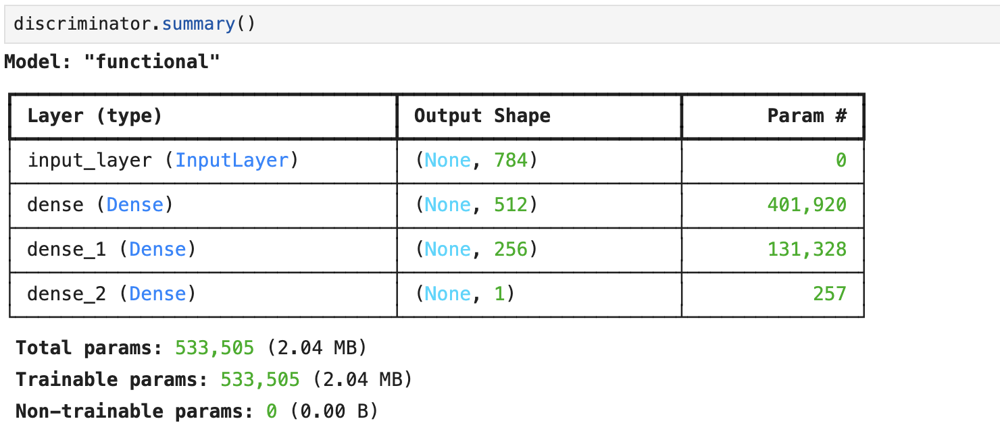 discriminator.summary()
Model: "functional"
Layer (type) Output Shape Param #
input_layer (InputLayer) (None, 784) 0
dense (Dense) (None, 512) 401,920
dense_1 (Dense) (None, 256) 131,328
dense_2 (Dense) (None, 1) 257
Total params: 533,505 (2.04 MB)
Trainable params: 533,505 (2.04 MB)
Non-trainable params: 0 (0.00 B)